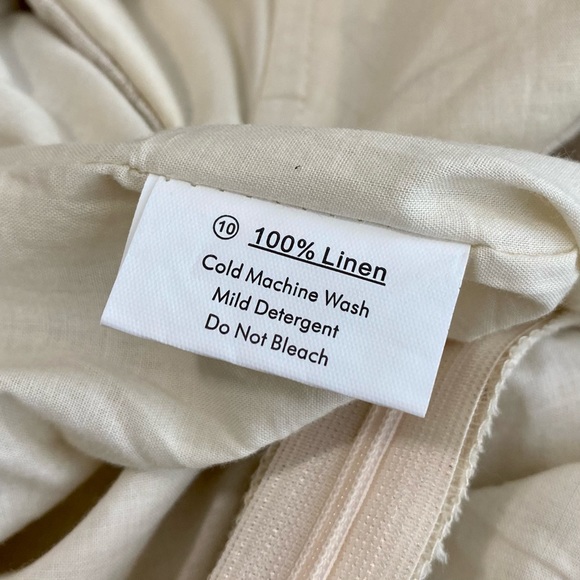 ⑩ 100% Linen
Cold Machine Wash
Mild Detergent
Do Not Bleach